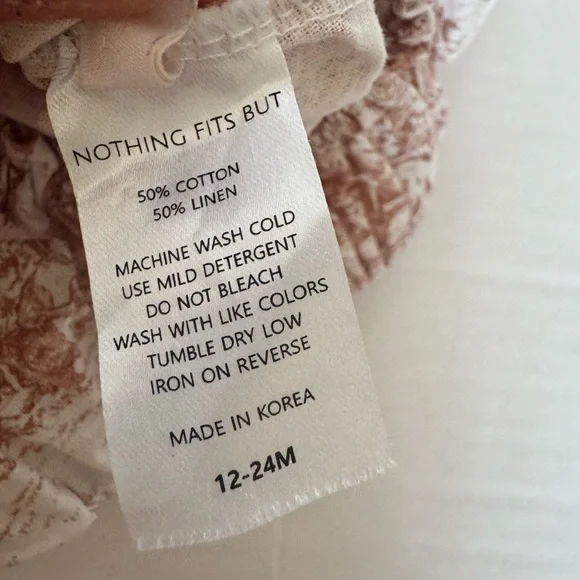 NOTHING FITS BUT
50% COTTON
50% LINEN
MACHINE WASH COLD
USE MILD DETERGENT
DO NOT BLEACH
WASH WITH LIKE COLORS
TUMBLE DRY LOW
IRON ON REVERSE
MADE IN KOREA
12-24M